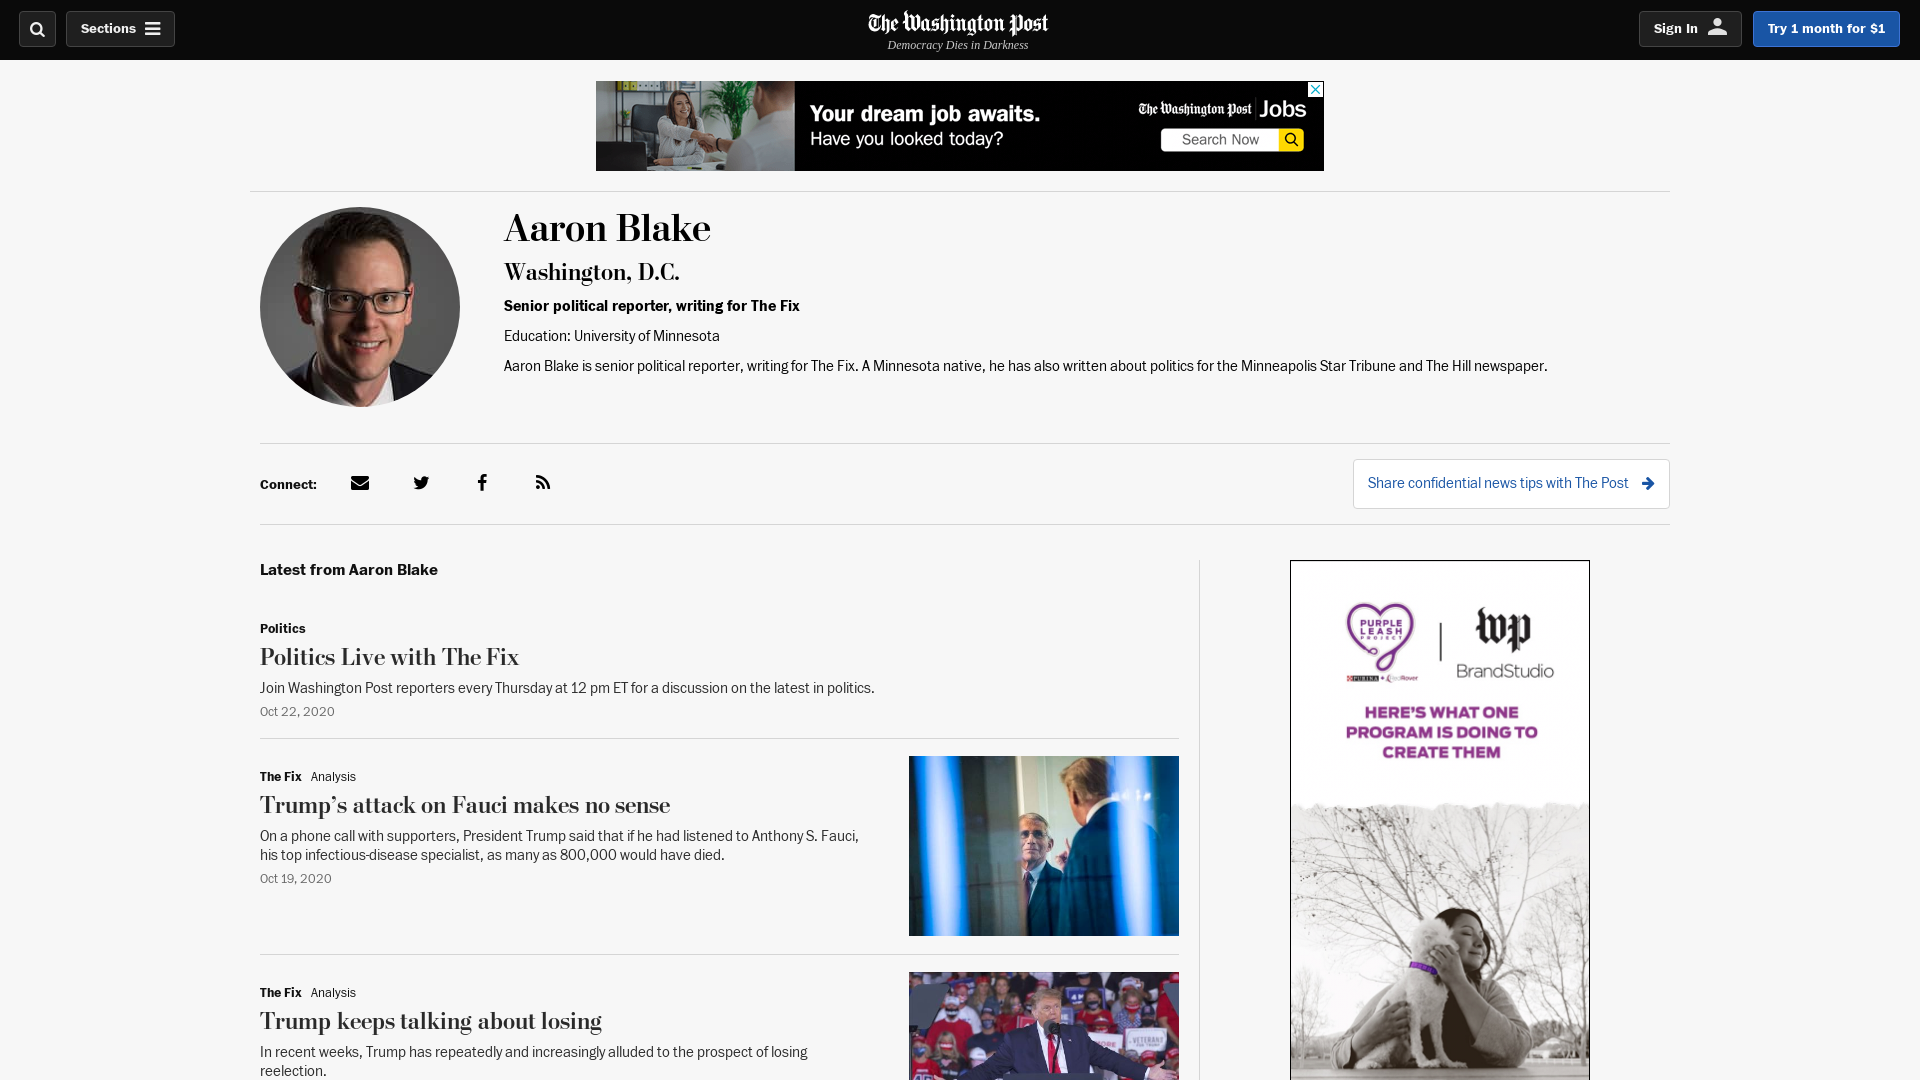 Sections
The Washington Post
Democracy Dies in Darkness
Sign In
Try 1 month for $1
Your dream job awaits.
Have you looked today?
The Washington Post Jobs
Search Now
Aaron Blake
Washington, D.C.
Senior political reporter, writing for The Fix
Education: University of Minnesota
Aaron Blake is senior political reporter, writing for The Fix. A Minnesota native, he has also written about politics for the Minneapolis Star Tribune and The Hill newspaper.
Connect:
Share confidential news tips with The Post
Latest from Aaron Blake
Politics
Politics Live with The Fix
Join Washington Post reporters every Thursday at 12 pm ET for a discussion on the latest in politics.
Oct 22, 2020
The Fix Analysis
Trump’s attack on Fauci makes no sense
On a phone call with supporters, President Trump said that if he had listened to Anthony S. Fauci,
his top infectious-disease specialist, as many as 800,000 would have died.
Oct 19, 2020
The Fix Analysis
Trump keeps talking about losing
In recent weeks, Trump has repeatedly and increasingly alluded to the prospect of losing
reelection.
PURPLE
LEASH
PROJECT
PURINA + RedRover
wp
BrandStudio
HERE'S WHAT ONE
PROGRAM IS DOING TO
CREATE THEM